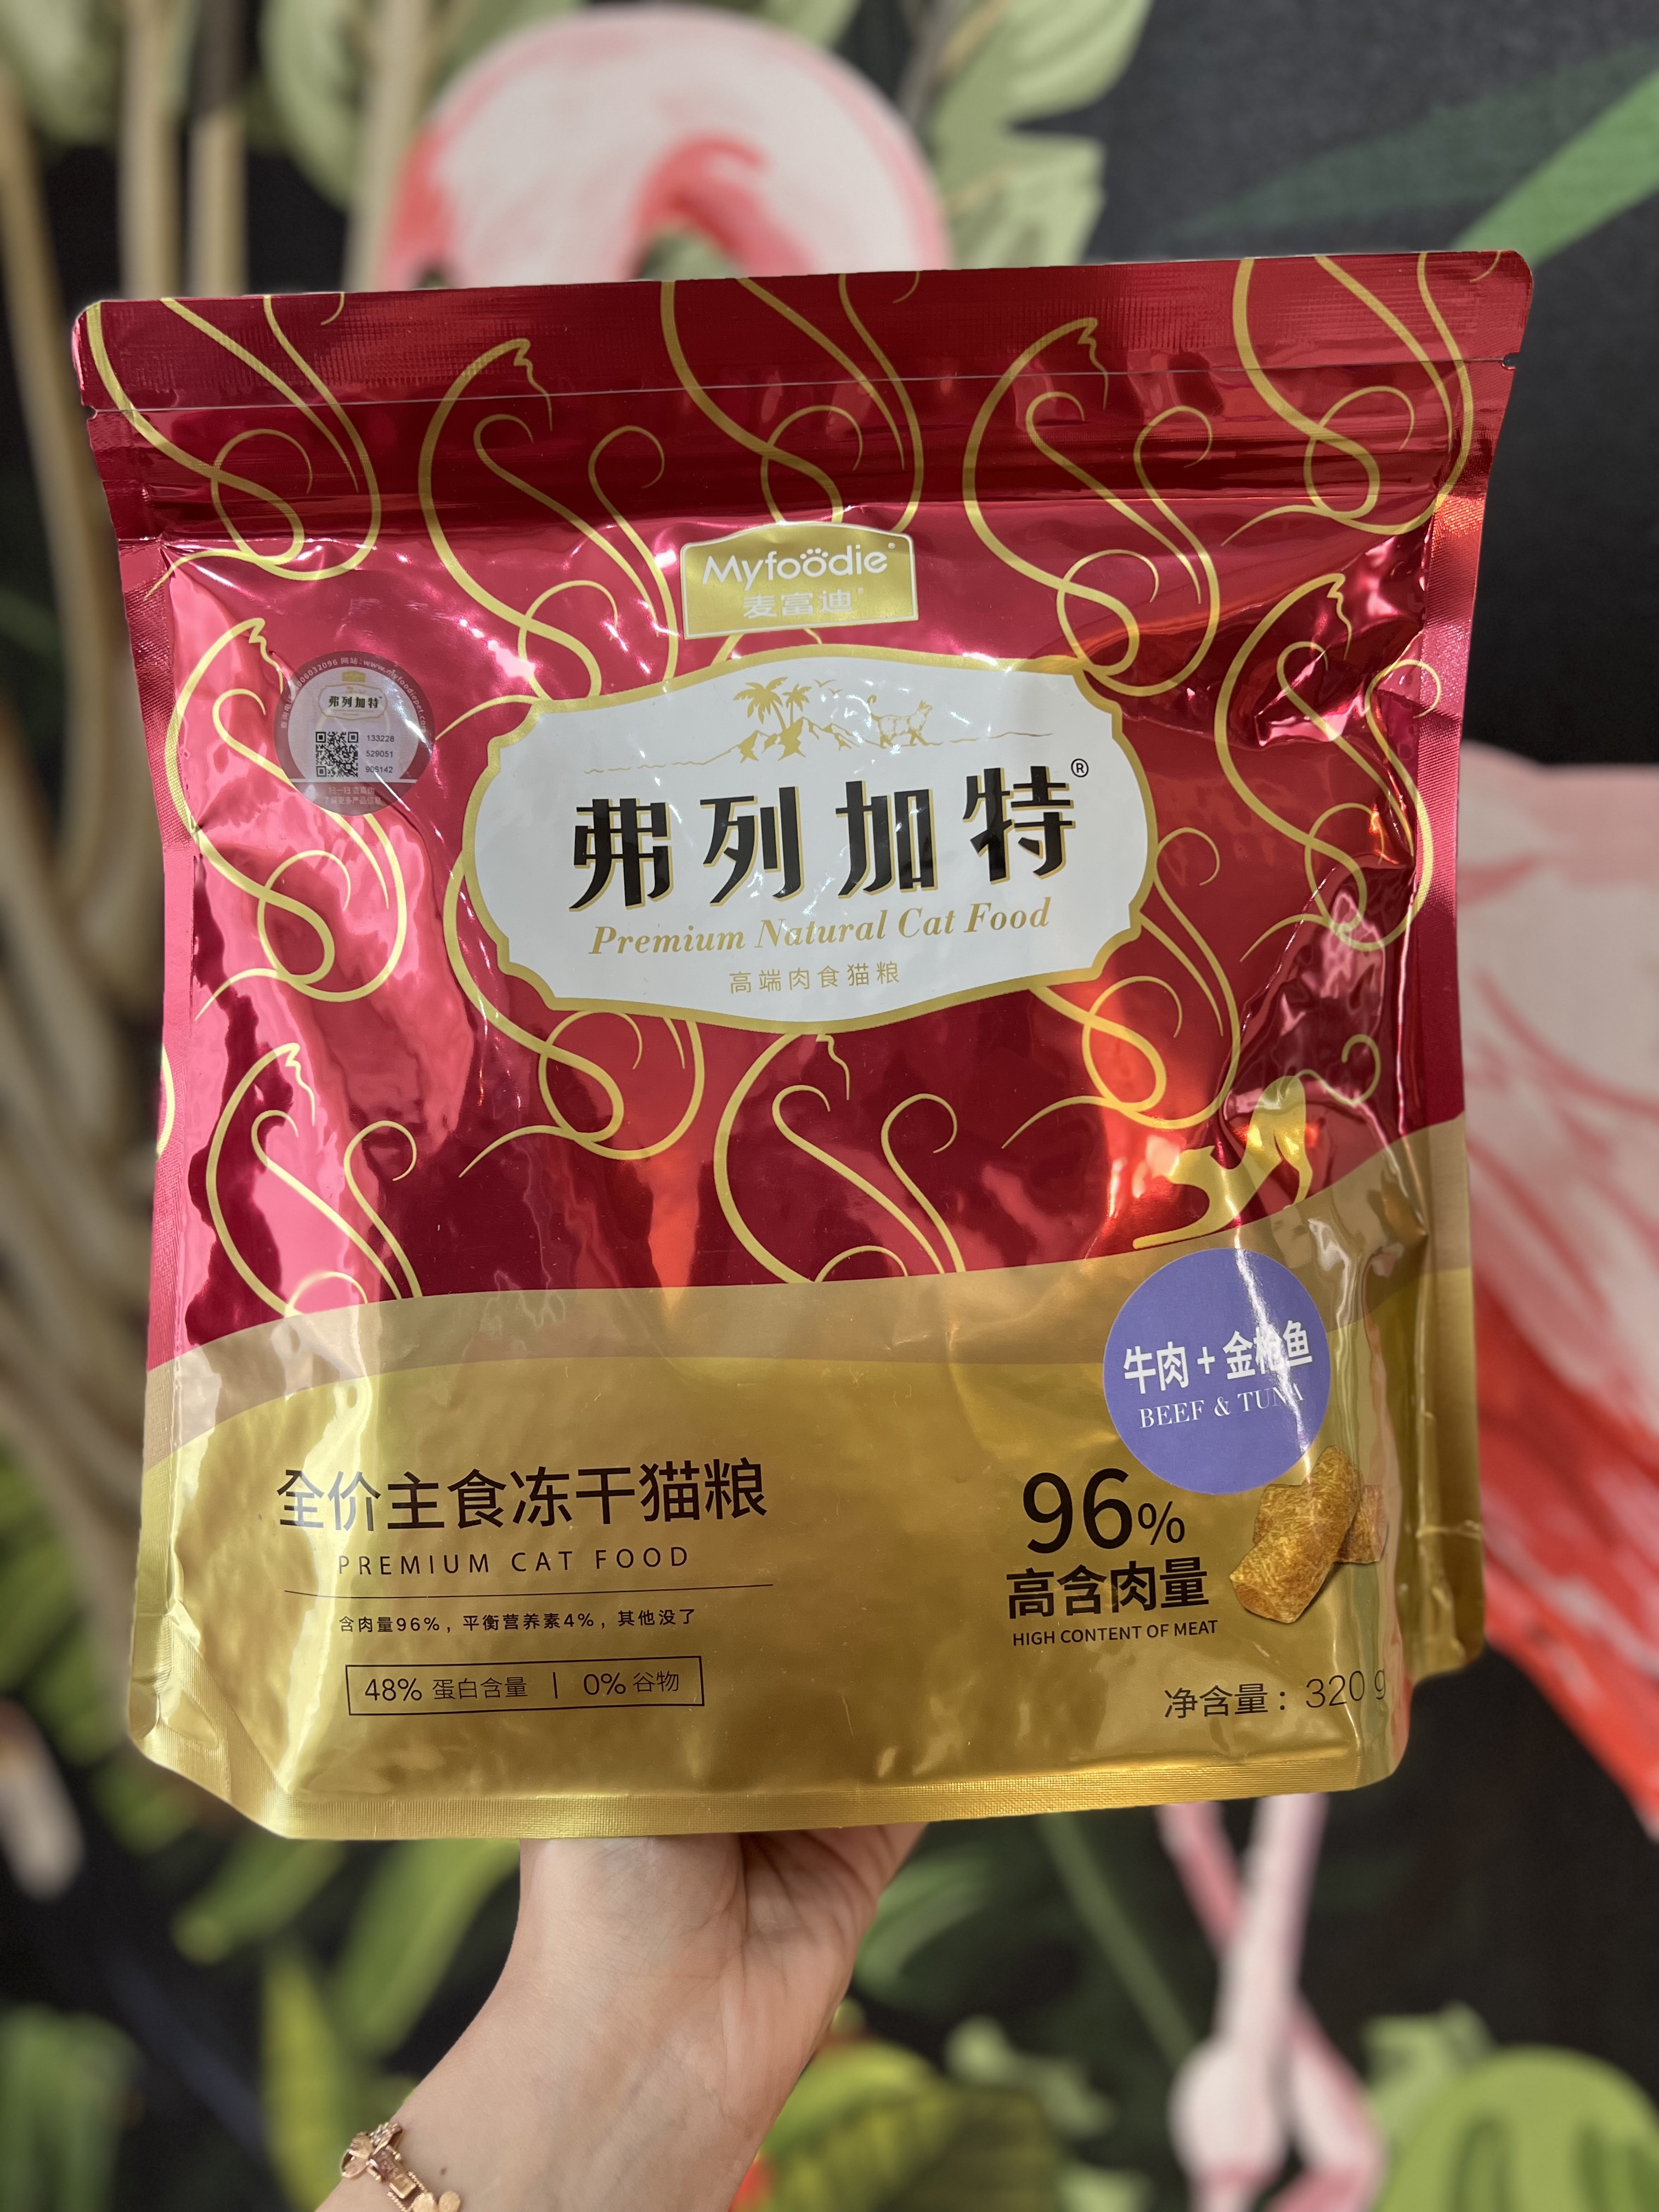 Myfoodie®
麦富迪®
弗列加特
133228
529051
905142
弗列加特®
Premium Natural Cat Food
高端肉食猫粮
牛肉+金枪鱼
BEEF & TUNA
全价主食冻干猫粮
PREMIUM CAT FOOD
含肉量96%，平衡营养素4%，其他没了
48% 蛋白含量 | 0% 谷物
96%
高含肉量
HIGH CONTENT OF MEAT
净含量：320 g